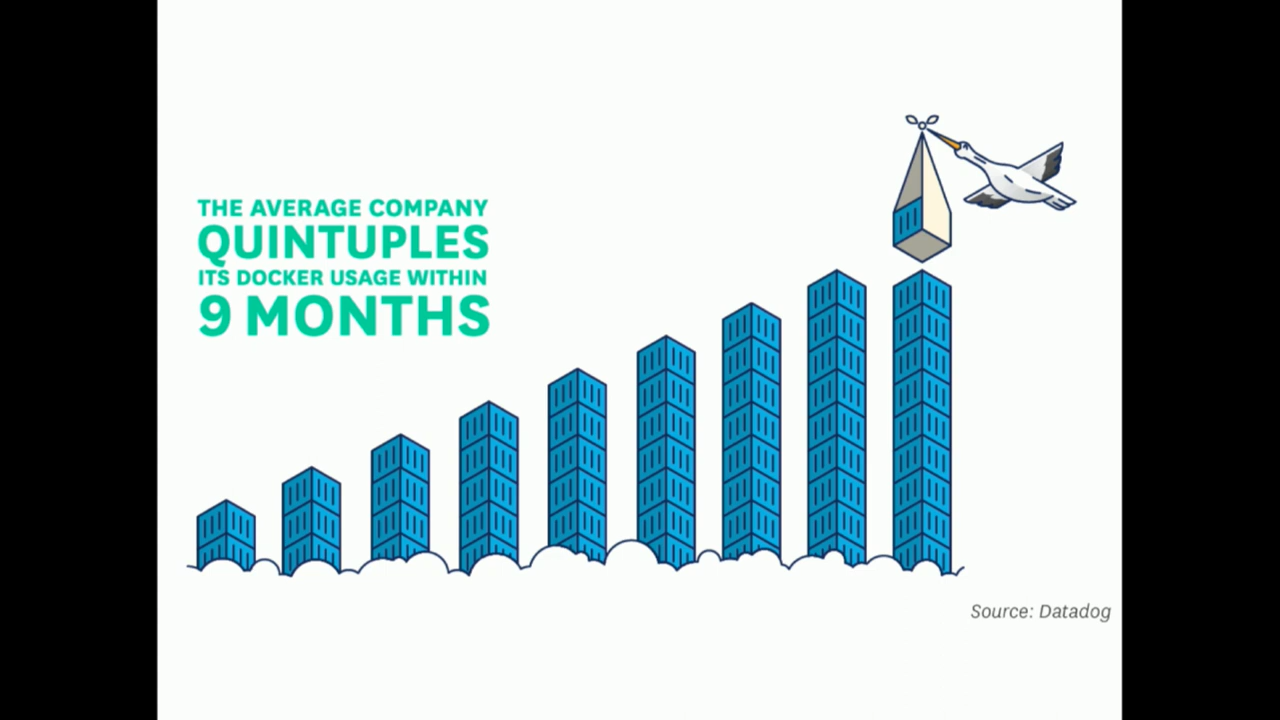 THE AVERAGE COMPANY
QUINTUPLES
ITS DOCKER USAGE WITHIN
9 MONTHS
Source: Datadog